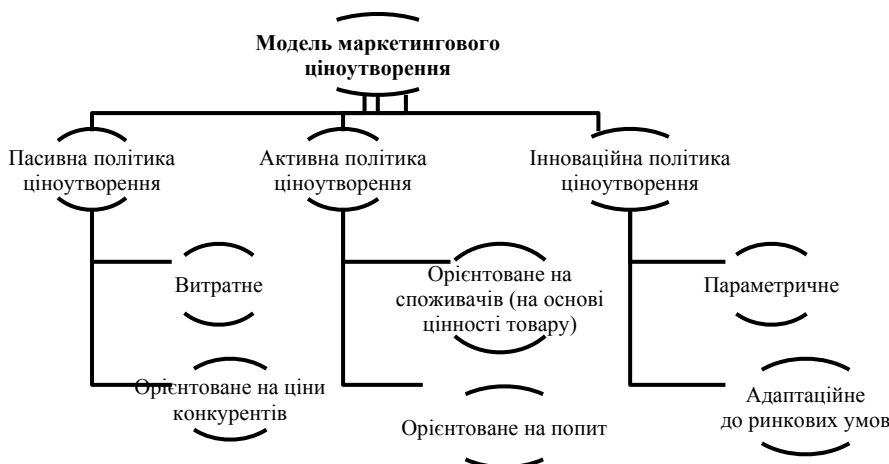 Модель маркетингового
ціноутворення
Пасивна політика
ціноутворення
Активна політика
ціноутворення
Інноваційна політика
ціноутворення
Витратне
Орієнтоване на ціни
конкурентів
Орієнтоване на
споживачів (на основі
цінності товару)
Орієнтоване на попит
Параметричне
Адаптаційне
до ринкових умов